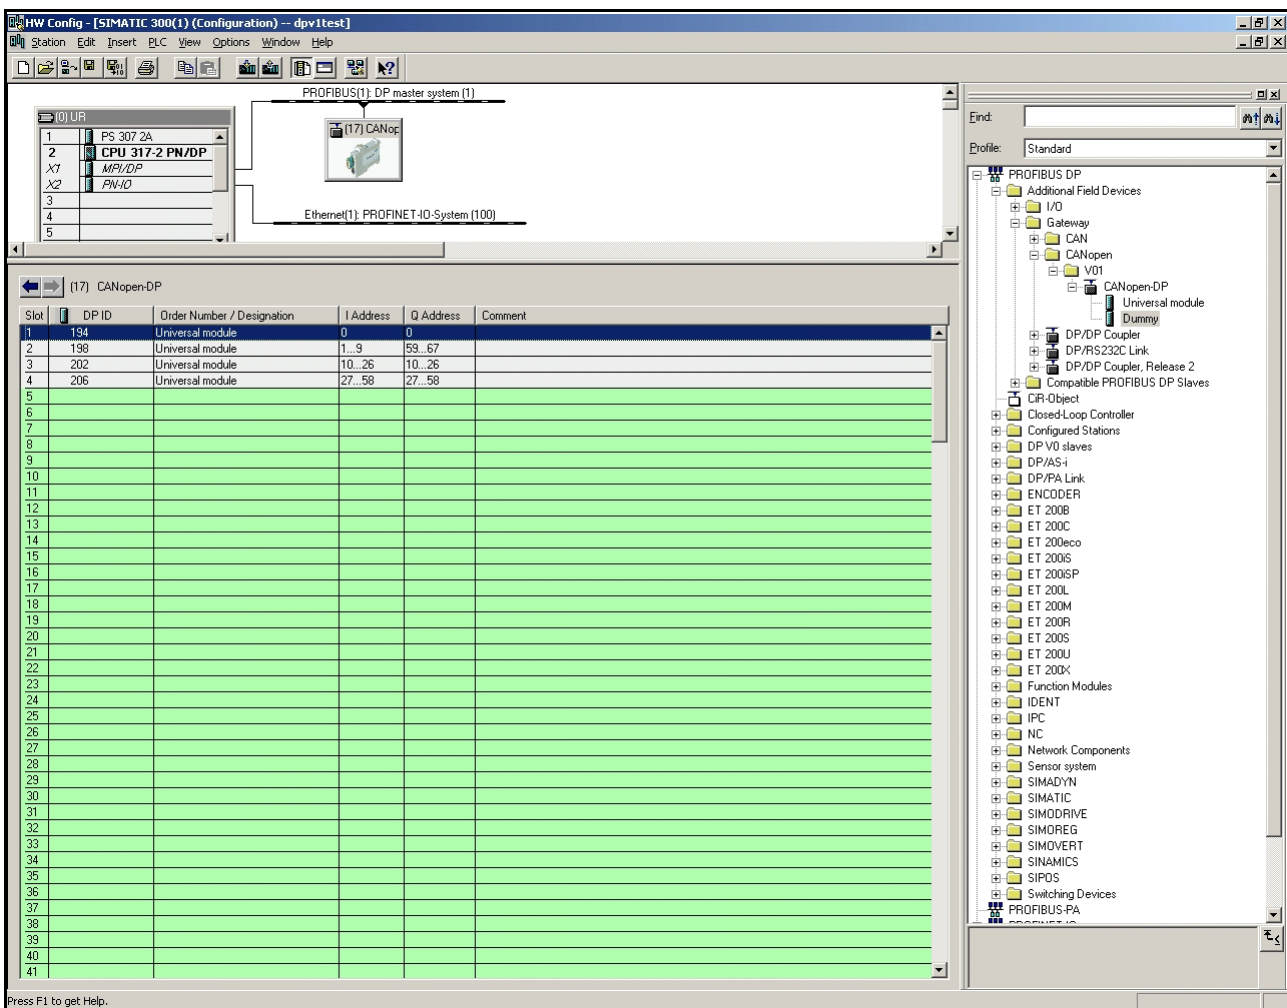 HW Config - [SIMATIC 300(1) (Configuration) -- dpv1test]
Station Edit Insert PLC View Options Window Help
PROFIBUS(1): DP master system (1)
(0) UR
1 PS 307 2A
2 CPU 317-2 PN/DP
X1 MPI/DP
X2 PN-IO
3
4
5
(17) CANop
Ethernet(1): PROFINET-IO-System (100)
(17) CANopen-DP
Slot DP ID Order Number / Designation I Address Q Address Comment
1 194 Universal module 0 0
2 198 Universal module 1...9 59...67
3 202 Universal module 10...26 10...26
4 206 Universal module 27...58 27...58
5
6
7
8
9
10
11
12
13
14
15
16
17
18
19
20
21
22
23
24
25
26
27
28
29
30
31
32
33
34
35
36
37
38
39
40
41
Find:
Profile: Standard
PROFIBUS DP
Additional Field Devices
I/O
Gateway
CAN
CANopen
V01
CANopen-DP
Universal module
Dummy
DP/DP Coupler
DP/RS232C Link
DP/DP Coupler, Release 2
Compatible PROFIBUS DP Slaves
CiR-Object
Closed-Loop Controller
Configured Stations
DP V0 slaves
DP/AS-i
DP/PA Link
ENCODER
ET 200B
ET 200C
ET 200eco
ET 200iS
ET 200iSP
ET 200L
ET 200M
ET 200R
ET 200S
ET 200U
ET 200X
Function Modules
IDENT
IPC
NC
Network Components
Sensor system
SIMADYN
SIMATIC
SIMODRIVE
SIMOREG
SIMOVERT
SINAMICS
SIPOS
Switching Devices
PROFIBUS-PA
Press F1 to get Help.